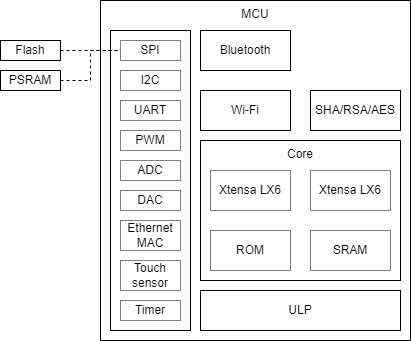 MCU
Flash
PSRAM
SPI
I2C
UART
PWM
ADC
DAC
Ethernet
MAC
Touch
sensor
Timer
Bluetooth
Wi-Fi
SHA/RSA/AES
Core
Xtensa LX6
Xtensa LX6
ROM
SRAM
ULP